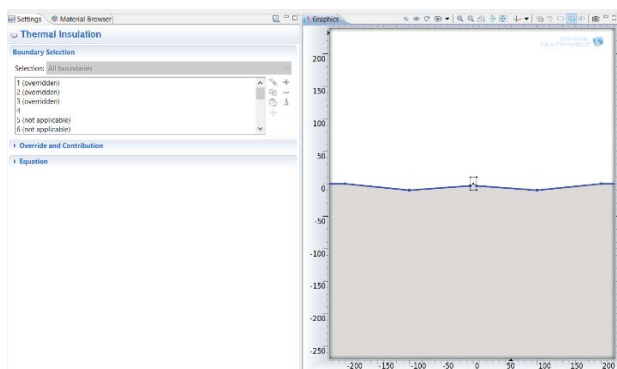 Settings Material Browser
Thermal Insulation
Boundary Selection
Selection: All boundaries
1 (overridden)
2 (overridden)
3 (overridden)
4
5 (not applicable)
6 (not applicable)
Override and Contribution
Equation
Graphics
COMSOL
MULTIPHYSICS
200
150
100
50
0
-50
-100
-150
-200
-250
-200 -150 -100 -50 0 50 100 150 200